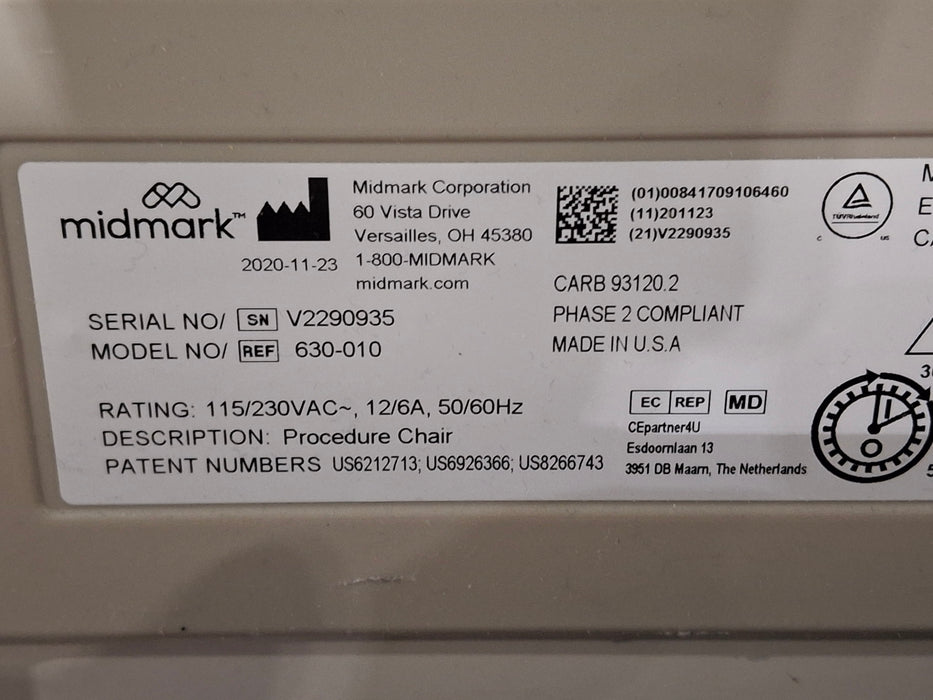 midmark™
2020-11-23
Midmark Corporation
60 Vista Drive
Versailles, OH 45380
1-800-MIDMARK
midmark.com
(01)00841709106460
(11)201123
(21)V2290935
SERIAL NO/ SN V2290935
MODEL NO/ REF 630-010
CARB 93120.2
PHASE 2 COMPLIANT
MADE IN U.S.A
RATING: 115/230VAC~, 12/6A, 50/60Hz
DESCRIPTION: Procedure Chair
PATENT NUMBERS US6212713; US6926366; US8266743
EC REP MD
CEpartner4U
Esdoornlaan 13
3951 DB Maarn, The Netherlands